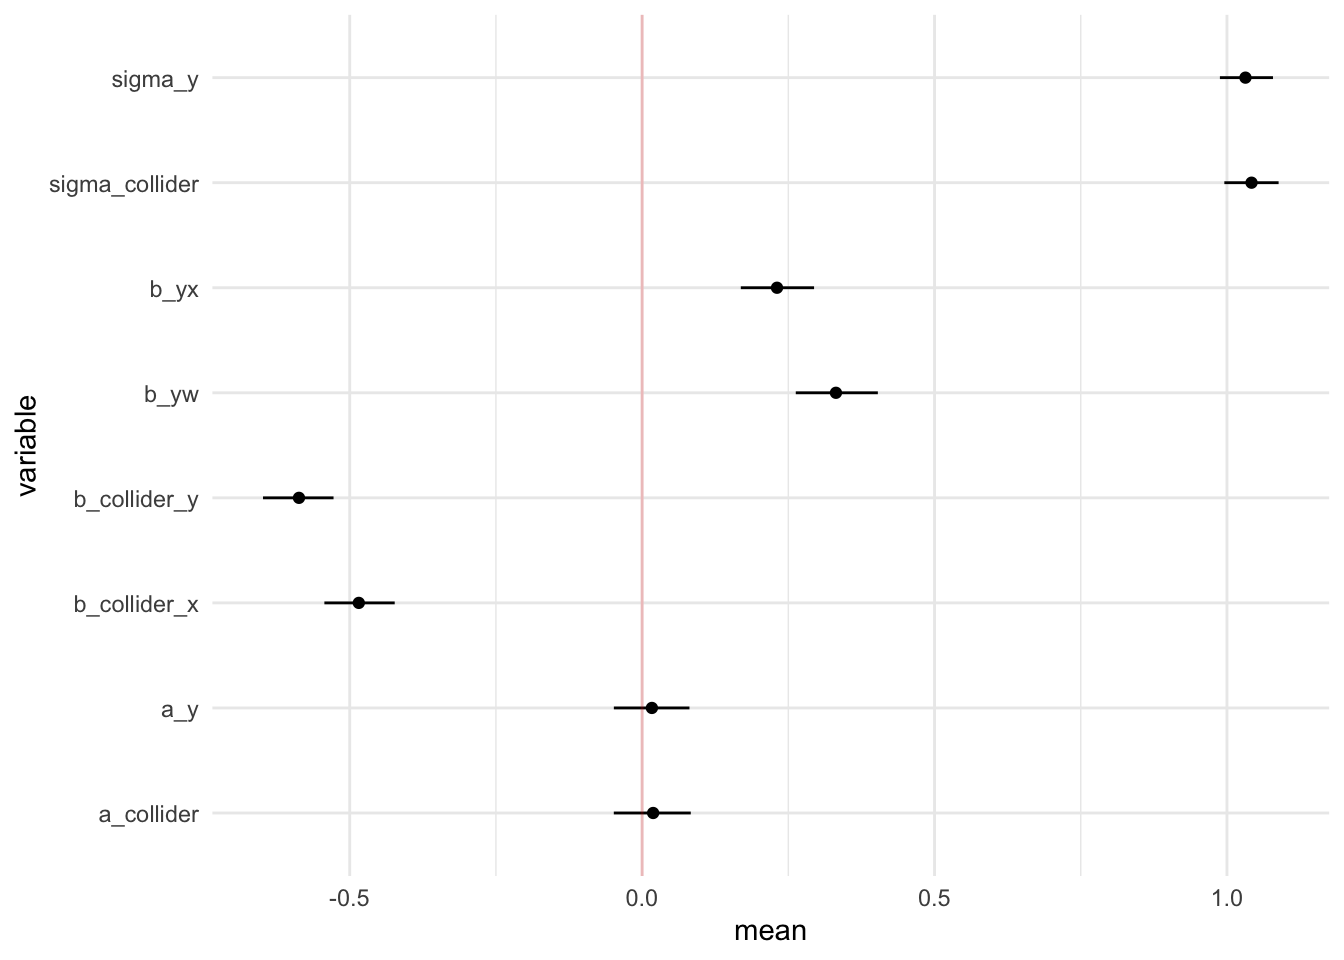 sigma_y
sigma_collider
b_yx
b_yw
variable
b_collider_y
b_collider_x
a_y
a_collider
-0.5 0.0 0.5 1.0
mean